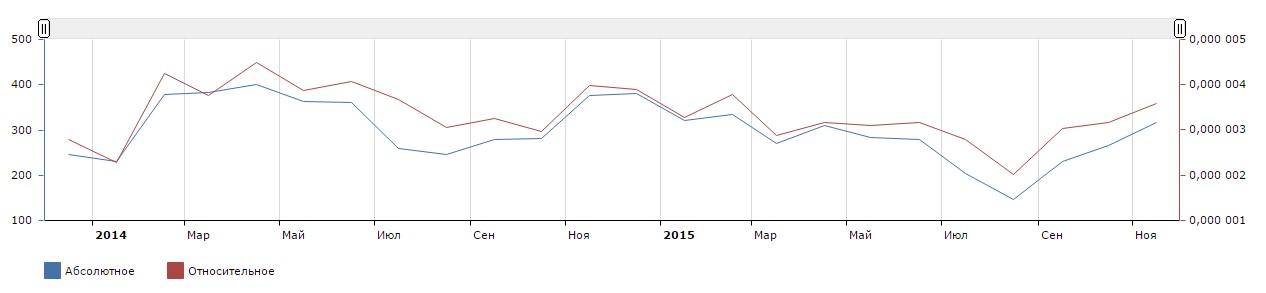 500 0,000 005
400 0,000 004
300 0,000 003
200 0,000 002
100 0,000 001
2014 Мар Май Июл Сен Ноя 2015 Мар Май Июл Сен Ноя
Абсолютное Относительное